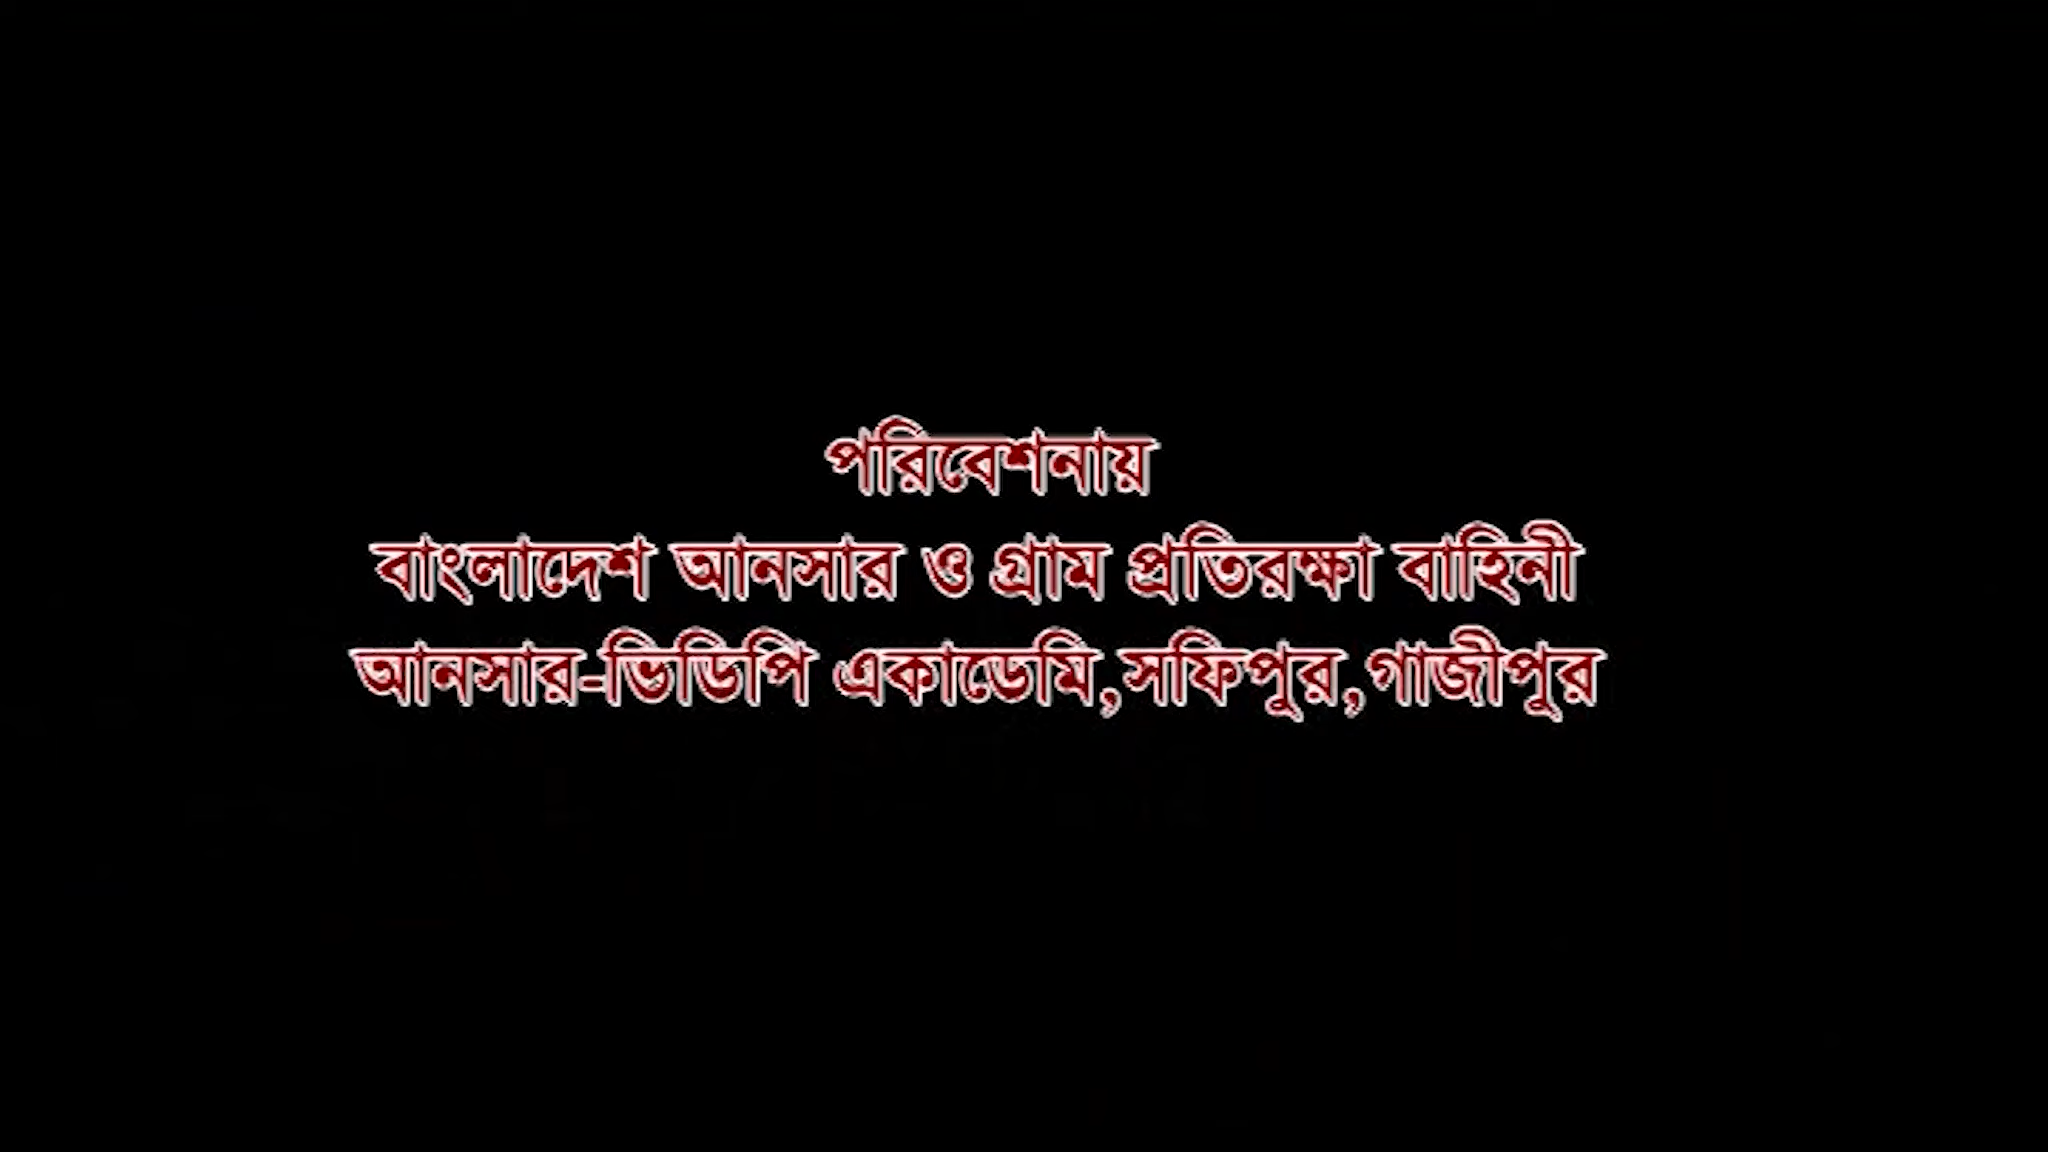 পরিবেশনায়
বাংলাদেশ আনসার ও গ্রাম প্রতিরক্ষা বাহিনী
আনসার-ভিডিপি একাডেমি,সফিপুর,গাজীপুর